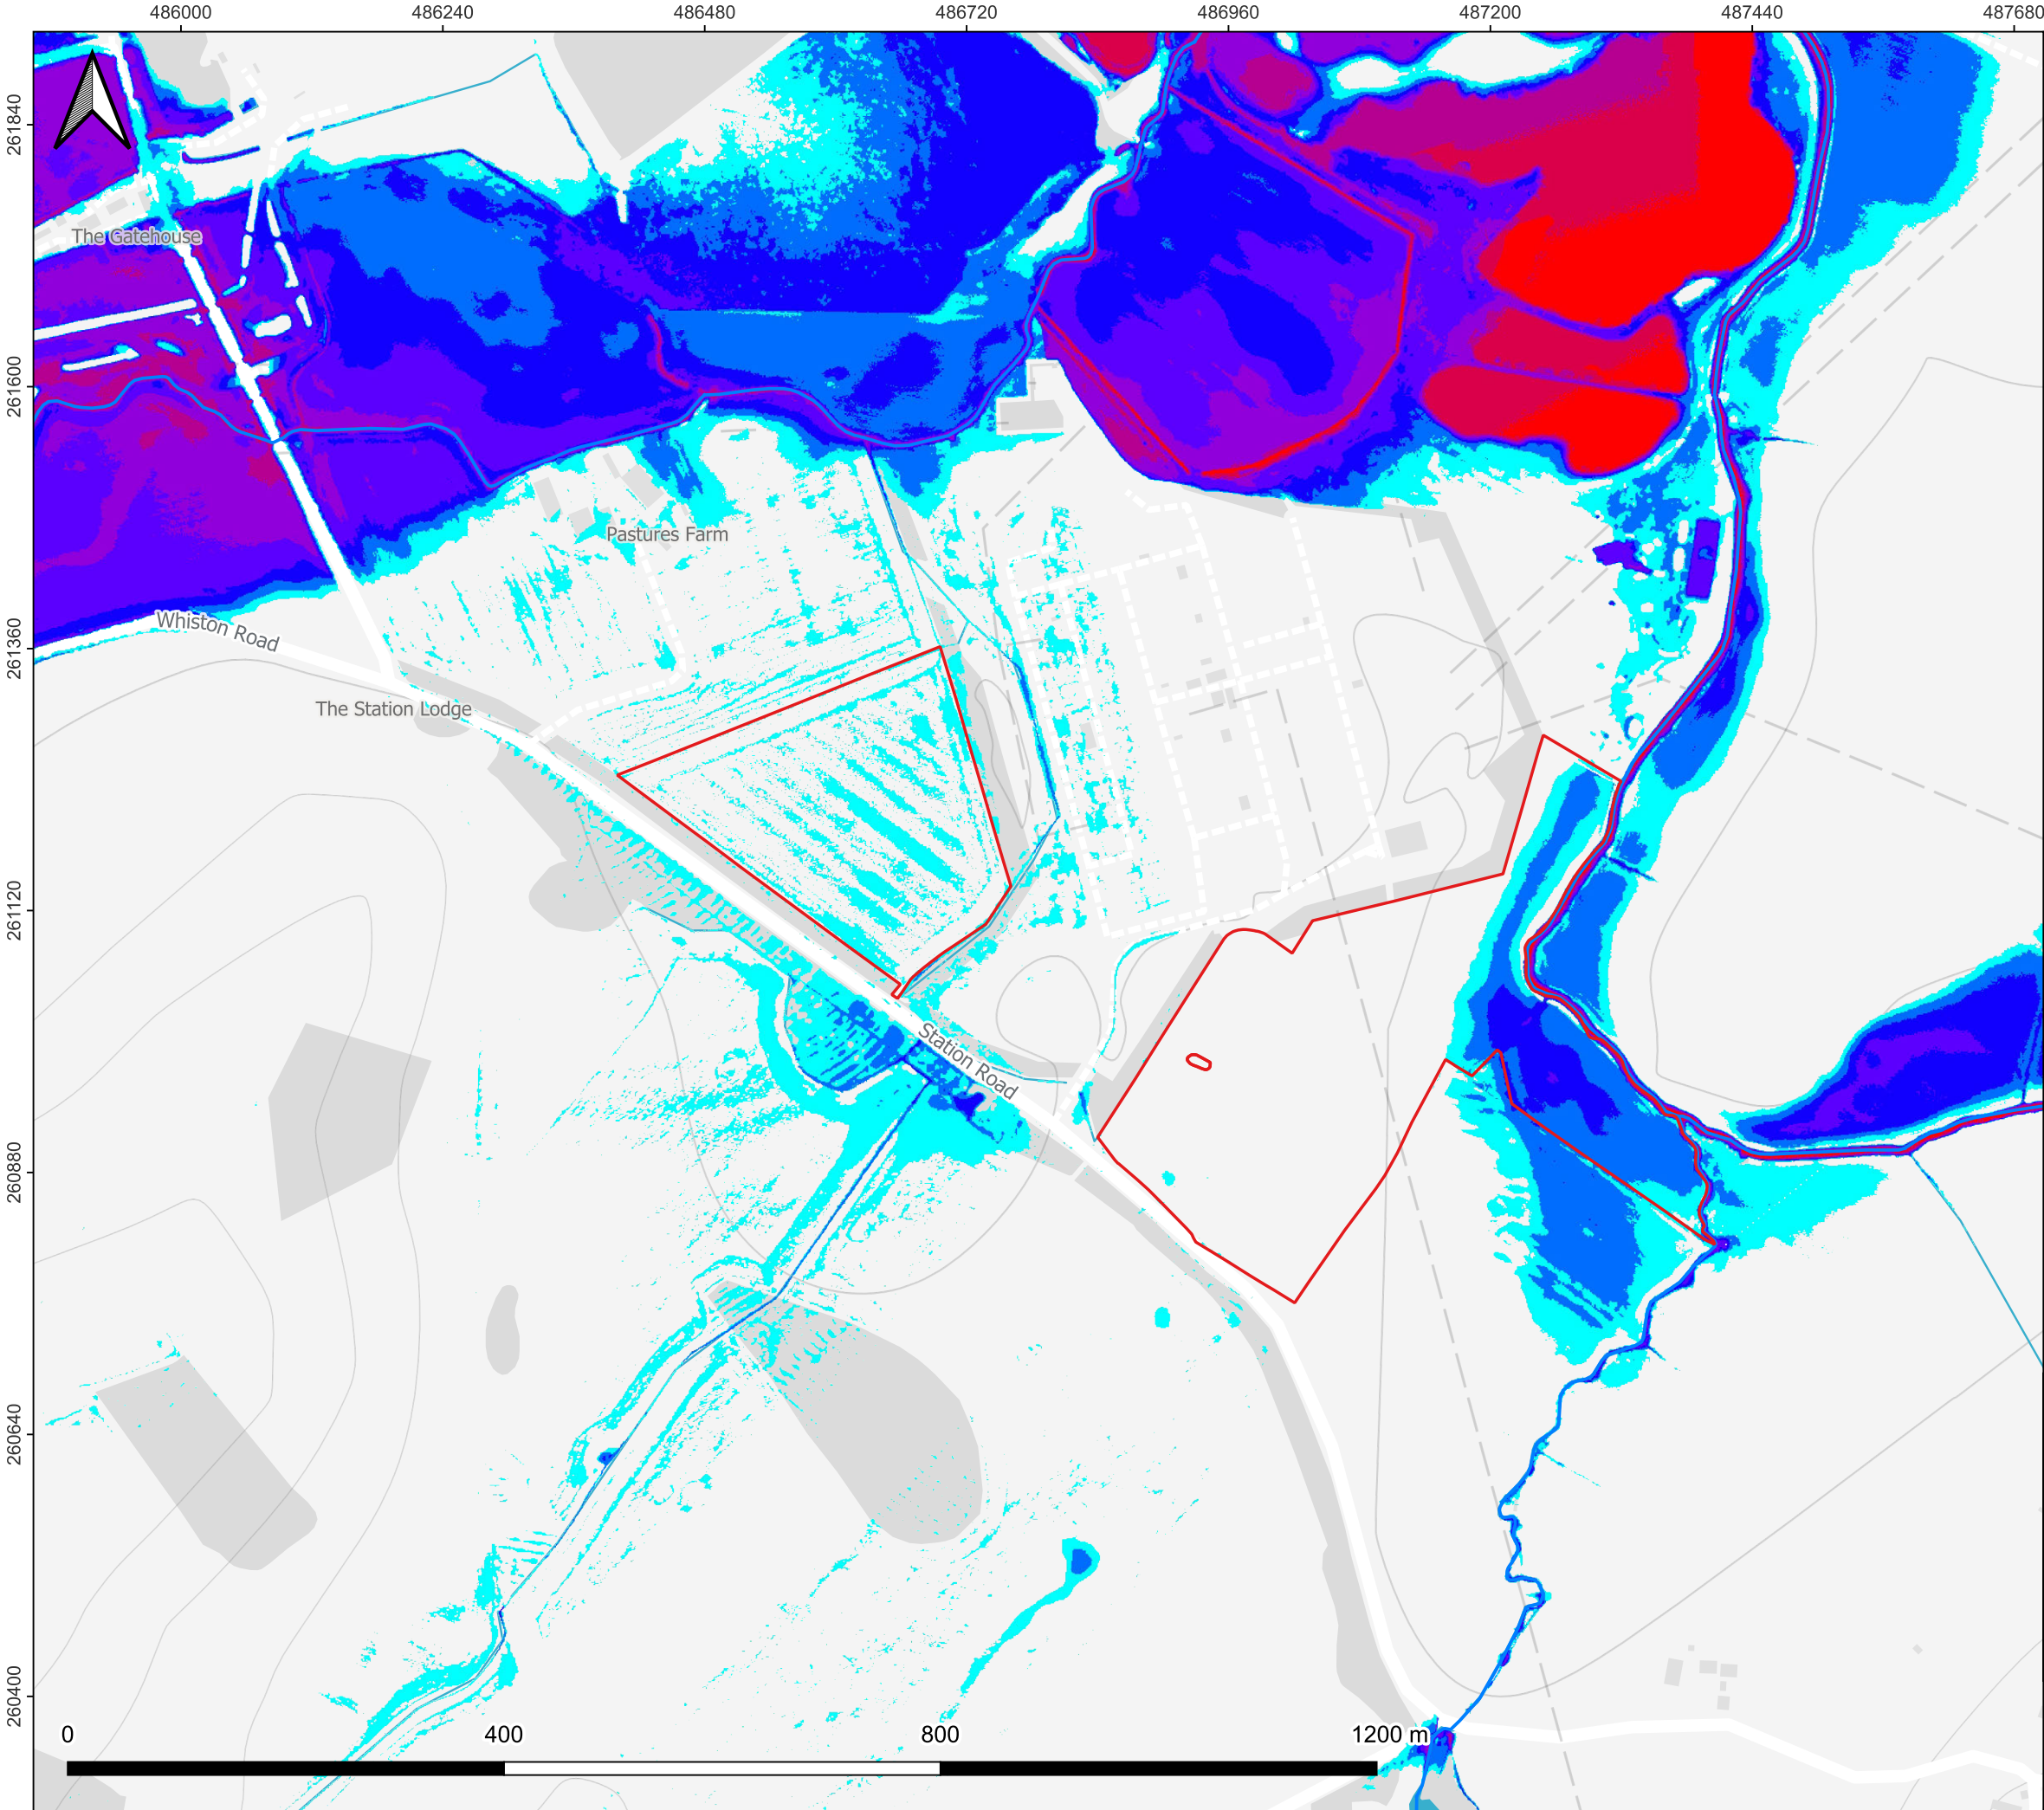 486000 486240 486480 486720 486960 487200 487440 487680
261840
The Gatehouse
261600
Pastures Farm
261360
Whiston Road
The Station Lodge
261120
Station Road
260880
260640
260400
0 400 800 1200 m